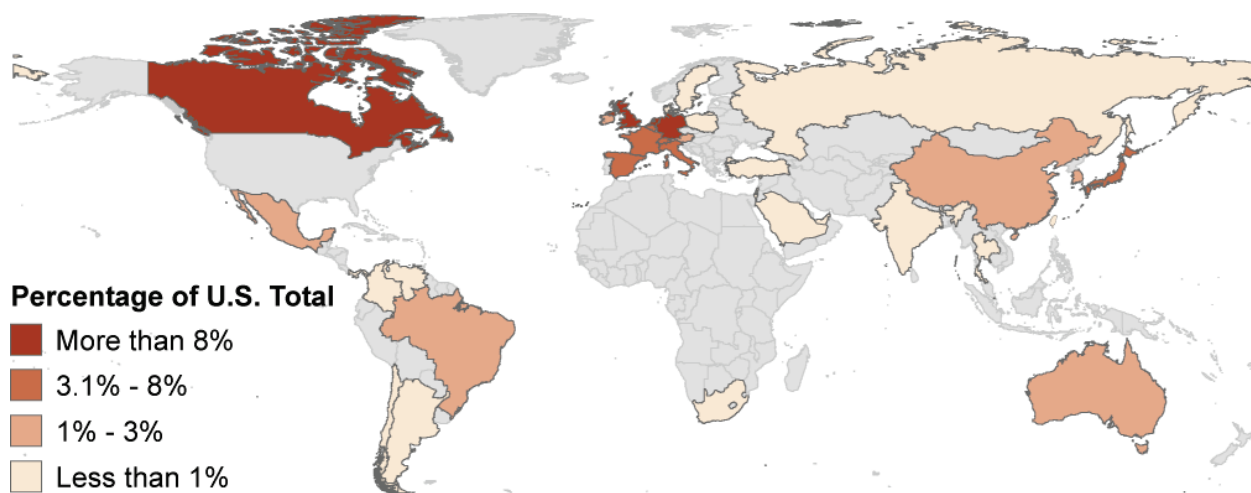 Percentage of U.S. Total
More than 8%
3.1% - 8%
1% - 3%
Less than 1%